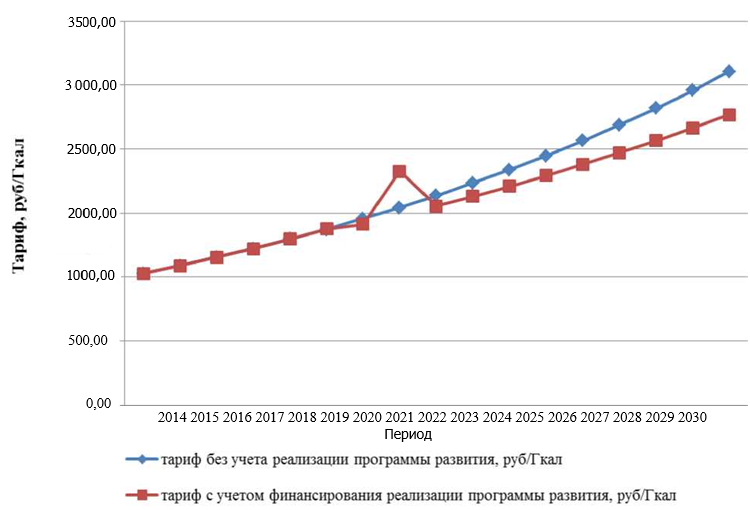 3500,00
3 000,00
2500,00
2000,00
1000,00
500,00
0,00
Тариф, руб/Гкал
2014 2015 2016 2017 2018 2019 2020 2021 2022 2023 2024 2025 2026 2027 2028 2029 2030
Период
тариф без учета реализации программы развития, руб/Гкал
тариф с учетом финансирования реализации программы развития, руб/Гкал